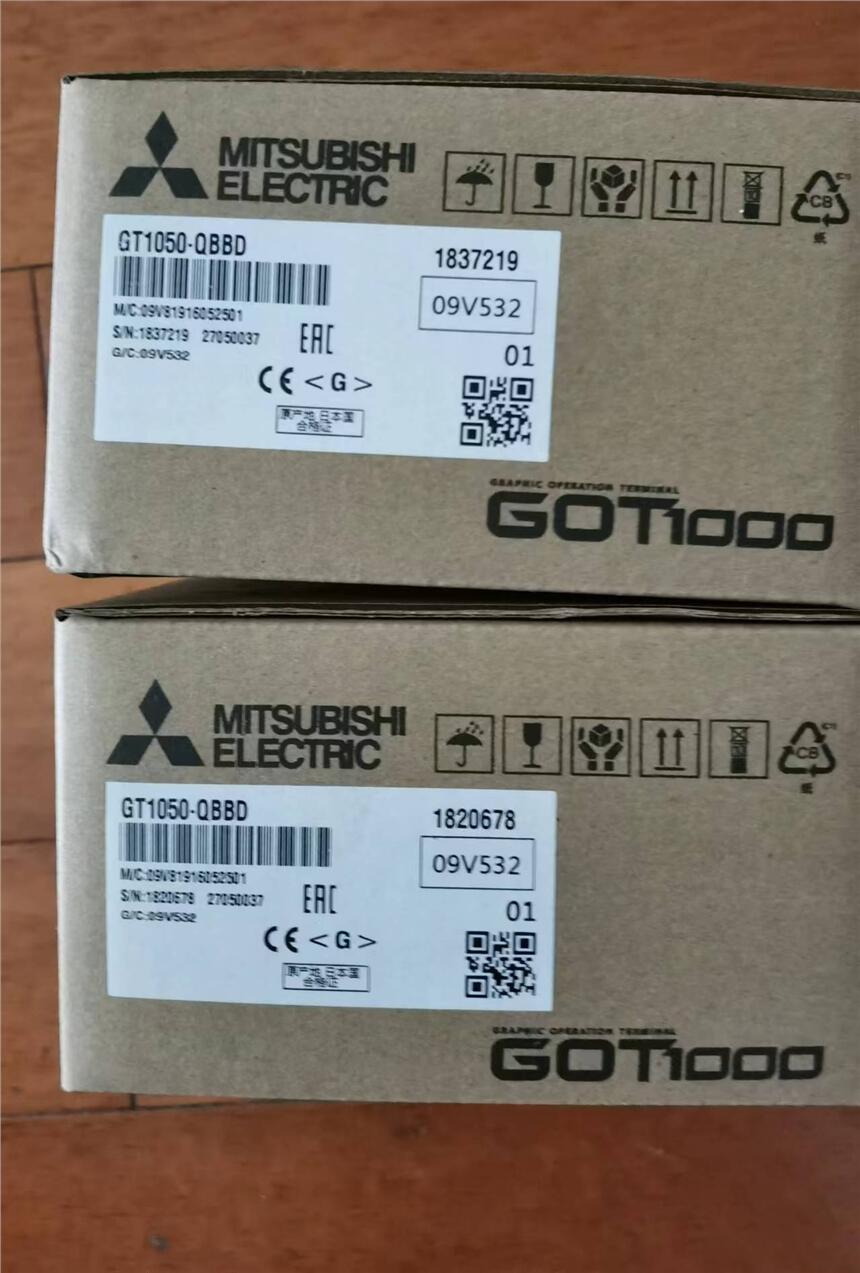 MITSUBISHI
ELECTRIC
CB
纸
GT1050-QBBD
1837219
M/C:09V81916052501
09V532
S/N:1837219 27050037
EAC
G/C:09V532
01
CE <G>
原产地 日本国
合格证
GRAPHIC OPERATION TERMINAL
GOT1000
MITSUBISHI
ELECTRIC
CB
纸
GT1050-QBBD
1820678
M/C:09V81916052501
09V532
S/N:1820678 27050037
EAC
G/C:09V532
01
CE <G>
原产地 日本国
合格证
GRAPHIC OPERATION TERMINAL
GOT1000